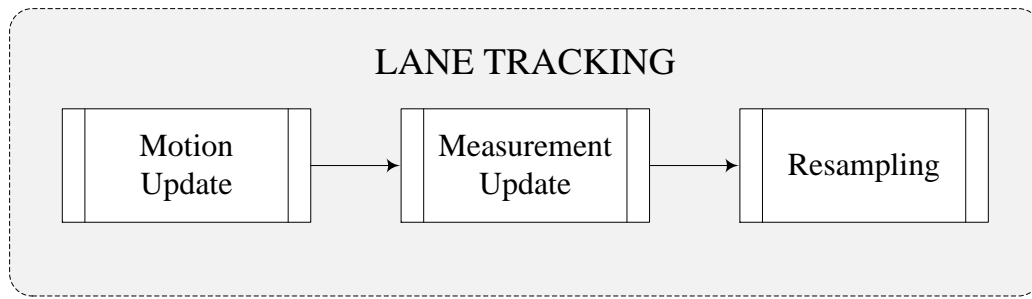 LANE TRACKING
Motion
Update
Measurement
Update
Resampling